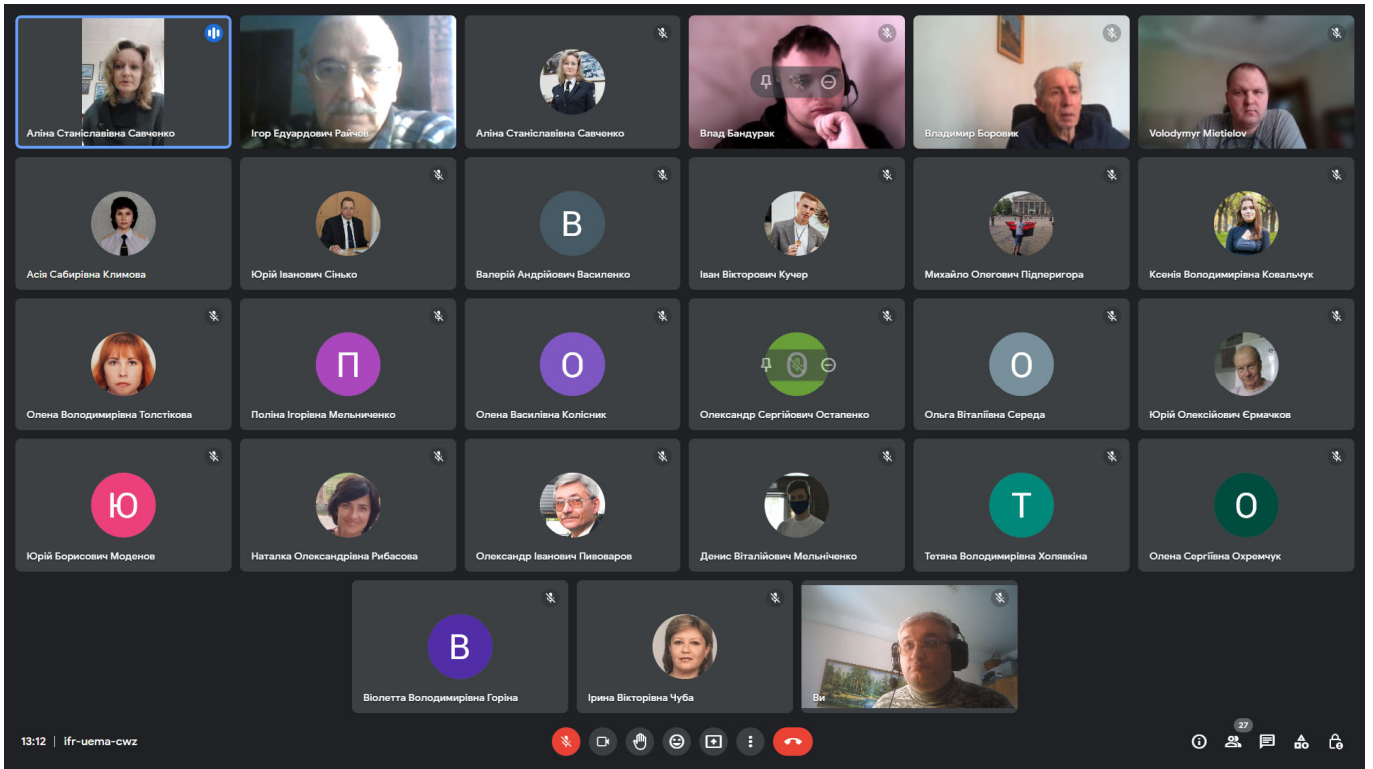 Аліна Станіславівна Савченко
Ігор Едуардович Райчев
Аліна Станіславівна Савченко
Влад Бандурак
Владимир Боровик
Volodymyr Mietielov
Асія Сабирівна Климова
Юрій Іванович Сінько
В
Валерій Андрійович Василенко
Іван Вікторович Кучер
Михайло Олегович Підперигора
Ксенія Володимирівна Ковальчук
Олена Володимирівна Толстікова
П
Поліна Ігорівна Мельниченко
О
Олена Василівна Колісник
О
Олександр Сергійович Остапенко
О
Ольга Віталіївна Середа
Юрій Олексійович Єрмачков
Ю
Юрій Борисович Моденов
Наталка Олександрівна Рибасова
Олександр Іванович Пивоваров
Денис Віталійович Мельніченко
Т
Тетяна Володимирівна Холявкіна
О
Олена Сергіївна Охремчук
В
Віолетта Володимирівна Горіна
Ірина Вікторівна Чуба
Ви
13:12 | ifr-uema-cwz
27